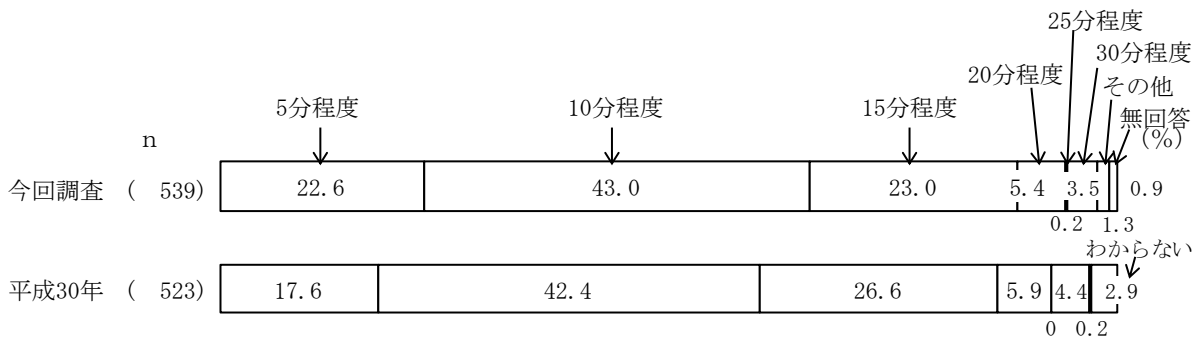 25分程度
30分程度
20分程度
その他
5分程度
10分程度
15分程度
無回答
n
(%)
今回調査 ( 539)
22.6
43.0
23.0
5.4
3.5
0.9
0.2
1.3
わからない
平成30年 ( 523)
17.6
42.4
26.6
5.9
4.4
2.9
0
0.2